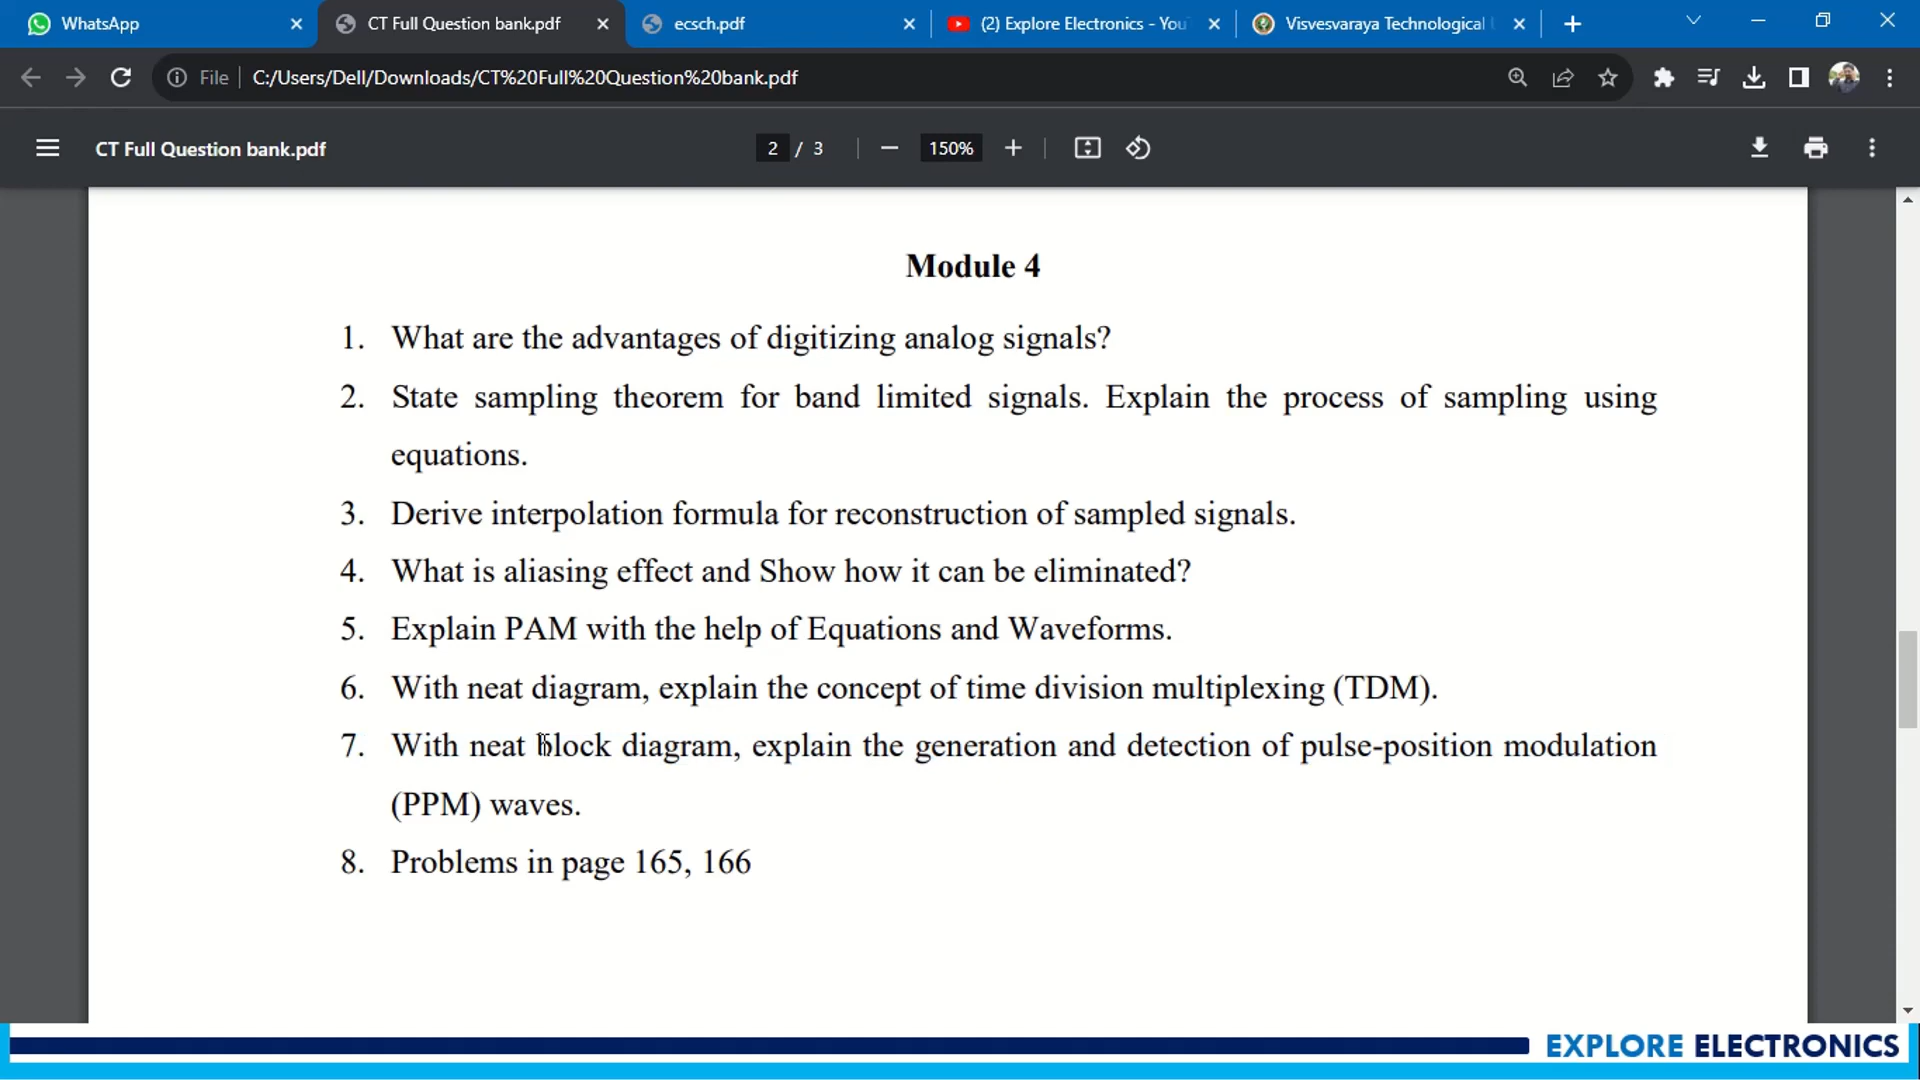 WhatsApp
CT Full Question bank.pdf
ecsch.pdf
(2) Explore Electronics - You
Visvesvaraya Technological
File
C:/Users/Dell/Downloads/CT%20Full%20Question%20bank.pdf
CT Full Question bank.pdf
2 / 3
150%
Module 4
1. What are the advantages of digitizing analog signals?
2. State sampling theorem for band limited signals. Explain the process of sampling using
equations.
3. Derive interpolation formula for reconstruction of sampled signals.
4. What is aliasing effect and Show how it can be eliminated?
5. Explain PAM with the help of Equations and Waveforms.
6. With neat diagram, explain the concept of time division multiplexing (TDM).
7. With neat block diagram, explain the generation and detection of pulse-position modulation
(PPM) waves.
8. Problems in page 165, 166
EXPLORE ELECTRONICS